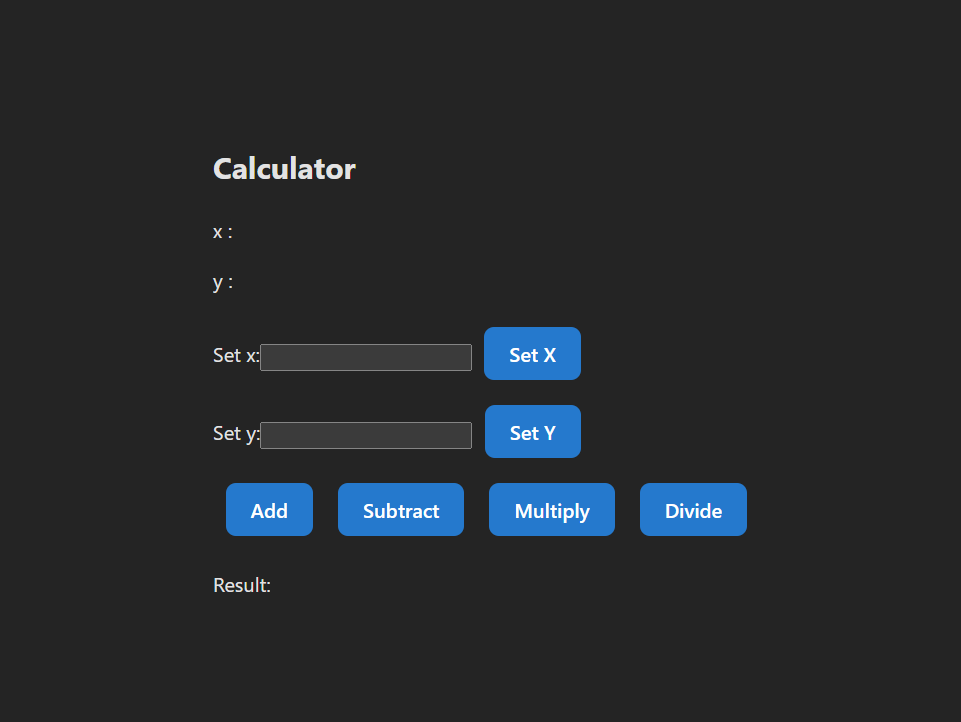 Calculator
x :
y :
Set x: Set X
Set y: Set Y
Add Subtract Multiply Divide
Result: